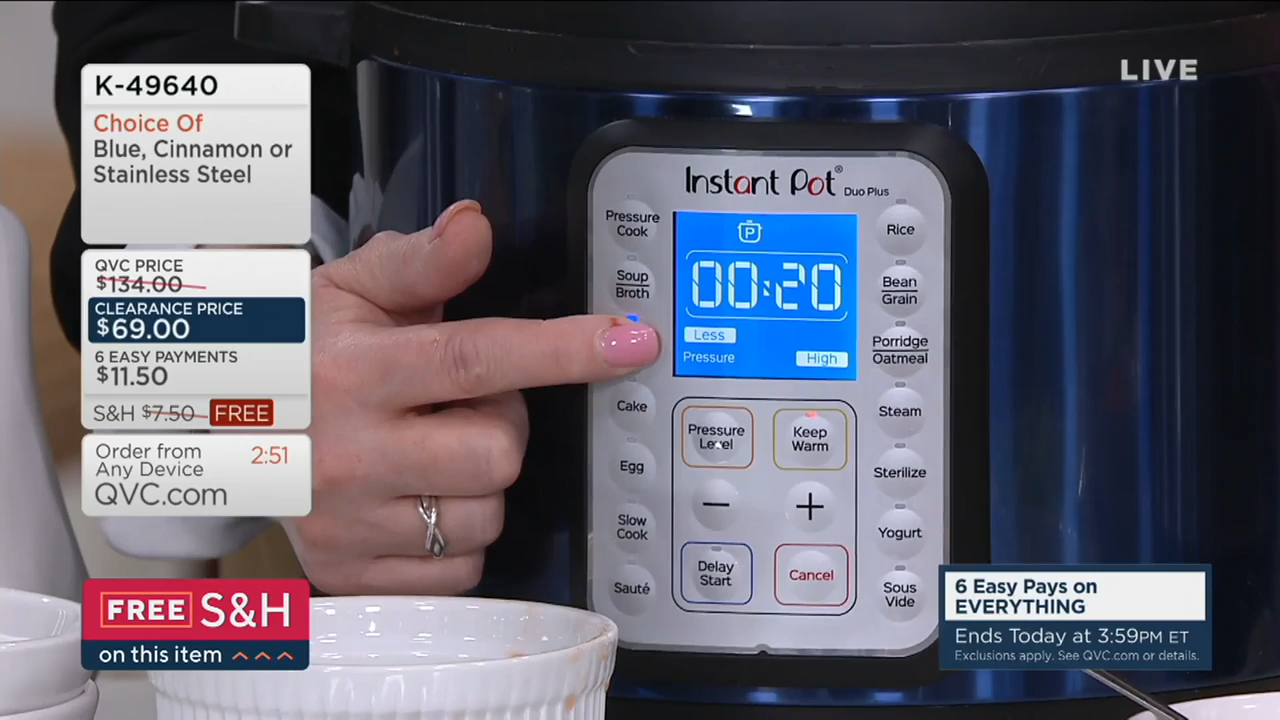 K-49640
Choice Of
Blue, Cinnamon or
Stainless Steel
QVC PRICE
$134.00
CLEARANCE PRICE
$69.00
6 EASY PAYMENTS
$11.50
S&H $7.50 FREE
Order from
Any Device
2:51
QVC.com
FREE S&H
on this item
LIVE
Instant Pot® Duo Plus
Pressure
Cook
Soup
Broth
Cake
Egg
Slow
Cook
Sauté
P
00:20
Less
Pressure
High
Pressure
Level
Keep
Warm
−
+
Delay
Start
Cancel
Rice
Bean
Grain
Porridge
Oatmeal
Steam
Sterilize
Yogurt
Sous
Vide
6 Easy Pays on
EVERYTHING
Ends Today at 3:59PM ET
Exclusions apply. See QVC.com or details.